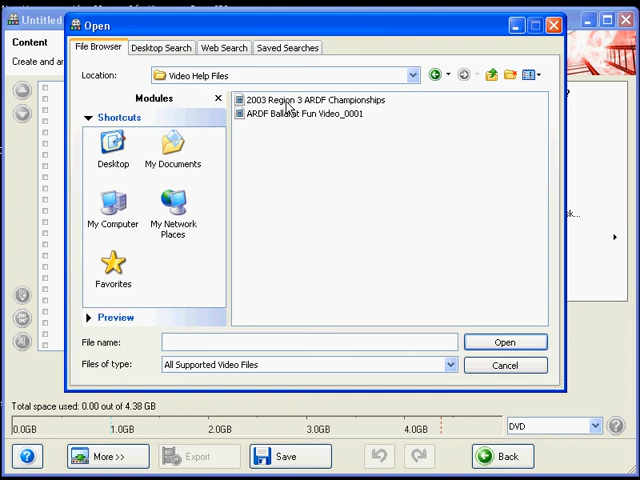 Untitled
Open
Content
Create and ar
File Browser
Desktop Search
Web Search
Saved Searches
Location:
Video Help Files
Modules
Shortcuts
Desktop
My Documents
My Computer
My Network Places
Favorites
Preview
2003 Region 3 ARDF Championships
ARDF Ballast Fun Video_0001
?
sk...
File name:
Open
Files of type:
All Supported Video Files
Cancel
Total space used: 0.00 out of 4.38 GB
0.0GB
1.0GB
2.0GB
3.0GB
4.0GB
DVD
More >>
Export
Save
Back